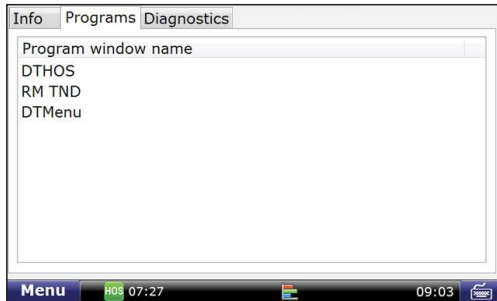 Info Programs Diagnostics
Program window name
DTHOS
RM TND
DTMenu
Menu HOS 07:27 09:03